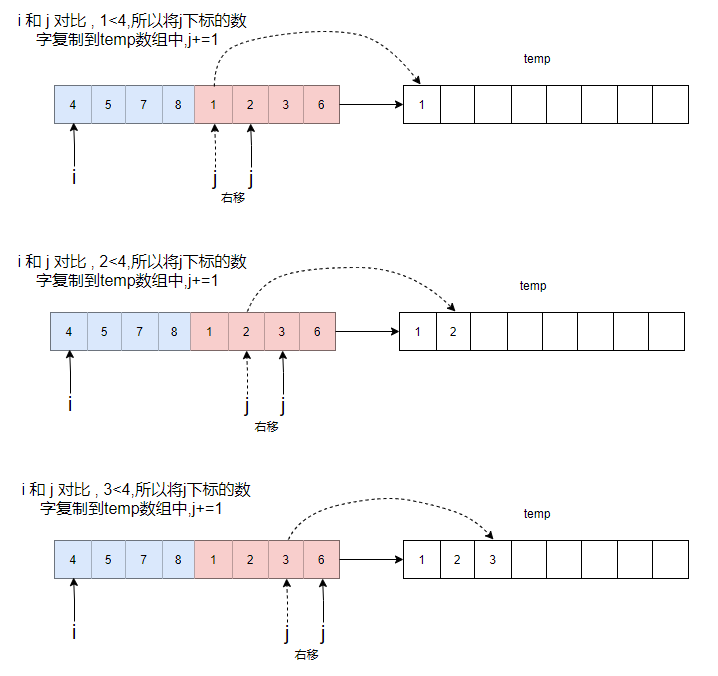 i 和 j 对比 , 1<4,所以将j下标的数
字复制到temp数组中,j+=1
temp
4 5 7 8 1 2 3 6
1
i j j
右移
i 和 j 对比 , 2<4,所以将j下标的数
字复制到temp数组中,j+=1
temp
4 5 7 8 1 2 3 6
1 2
i j j
右移
i 和 j 对比 , 3<4,所以将j下标的数
字复制到temp数组中,j+=1
temp
4 5 7 8 1 2 3 6
1 2 3
i j j
右移